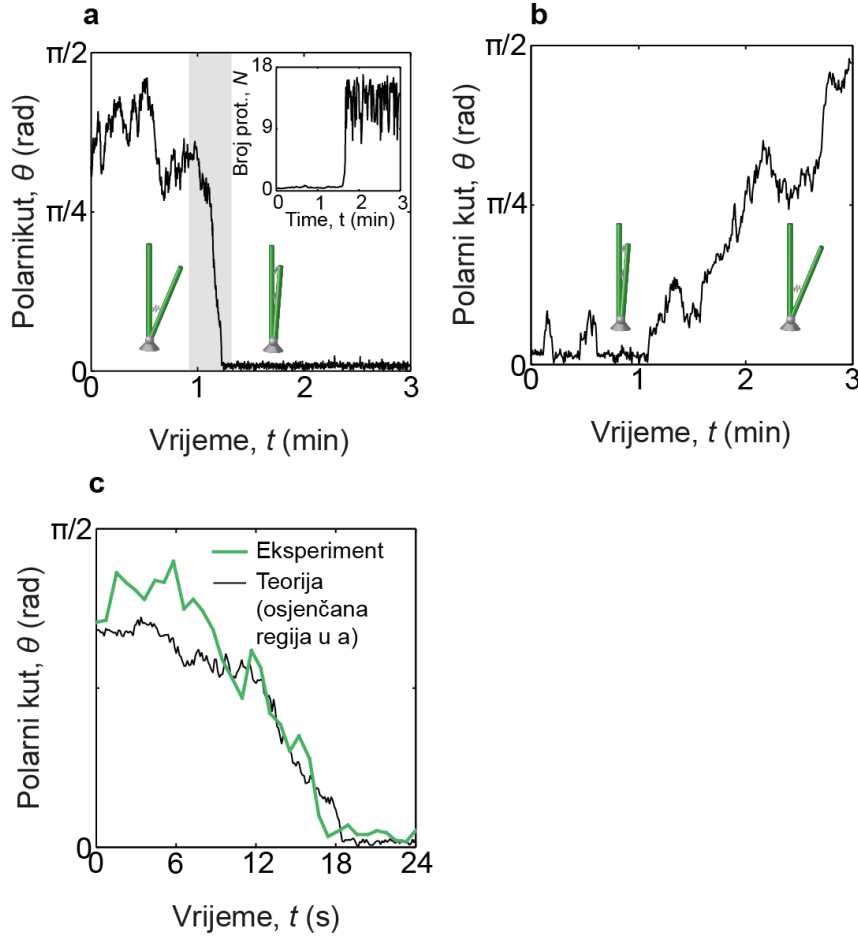 a
π/2
π/4
0
Polarnikut, θ (rad)
0
1
2
3
Vrijeme, t (min)
18
9
0
Broj prot., N
0
1
2
3
Time, t (min)
b
π/2
π/4
0
Polarni kut, θ (rad)
0
1
2
3
Vrijeme, t (min)
c
π/2
0
Polarni kut, θ (rad)
Eksperiment
Teorija
(osjenčana
regija u a)
0
6
12
18
24
Vrijeme, t (s)